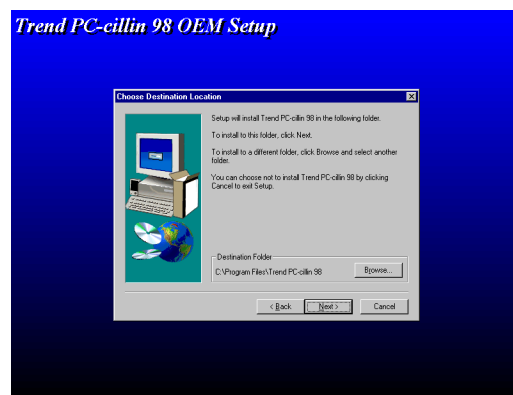 Trend PC-cillin 98 OEM Setup
Choose Destination Location
Setup will install Trend PC-cillin 98 in the following folder.
To install to this folder, click Next.
To install to a different folder, click Browse and select another
folder.
You can choose not to install Trend PC-cillin 98 by clicking
Cancel to exit Setup.
Destination Folder
C:\Program Files\Trend PC-cillin 98
Browse...
< Back
Next >
Cancel